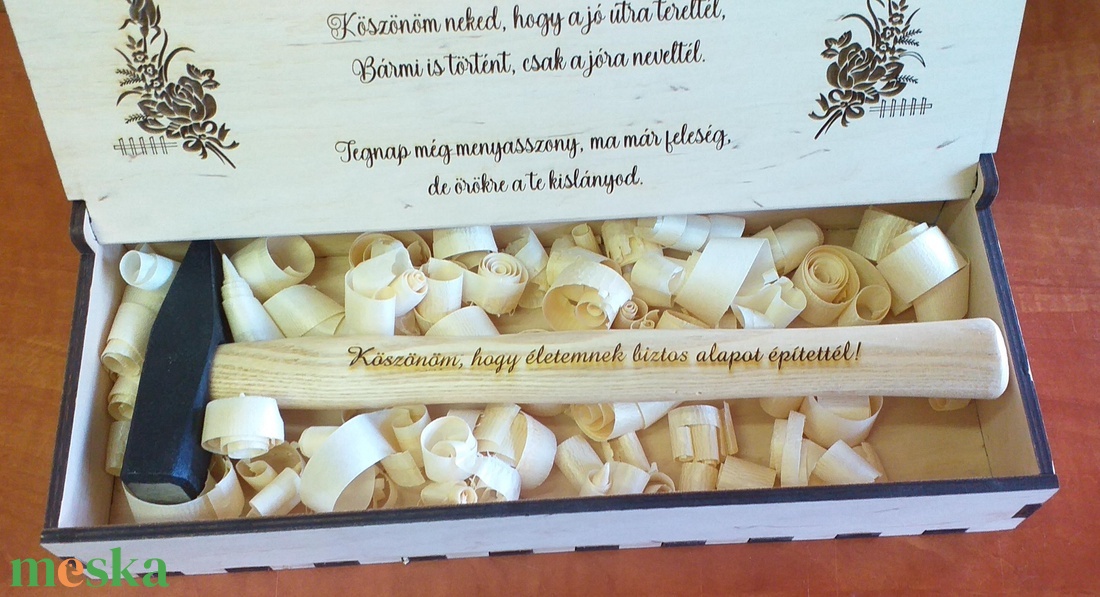 Köszönöm neked, hogy a jó útra tereltél,
Bármi is történt, csak a jóra neveltél.
Tegnap még menyasszony, ma már feleség,
de örökre a te kislányod.
Köszönöm, hogy életemnek biztos alapot építettél!
meska